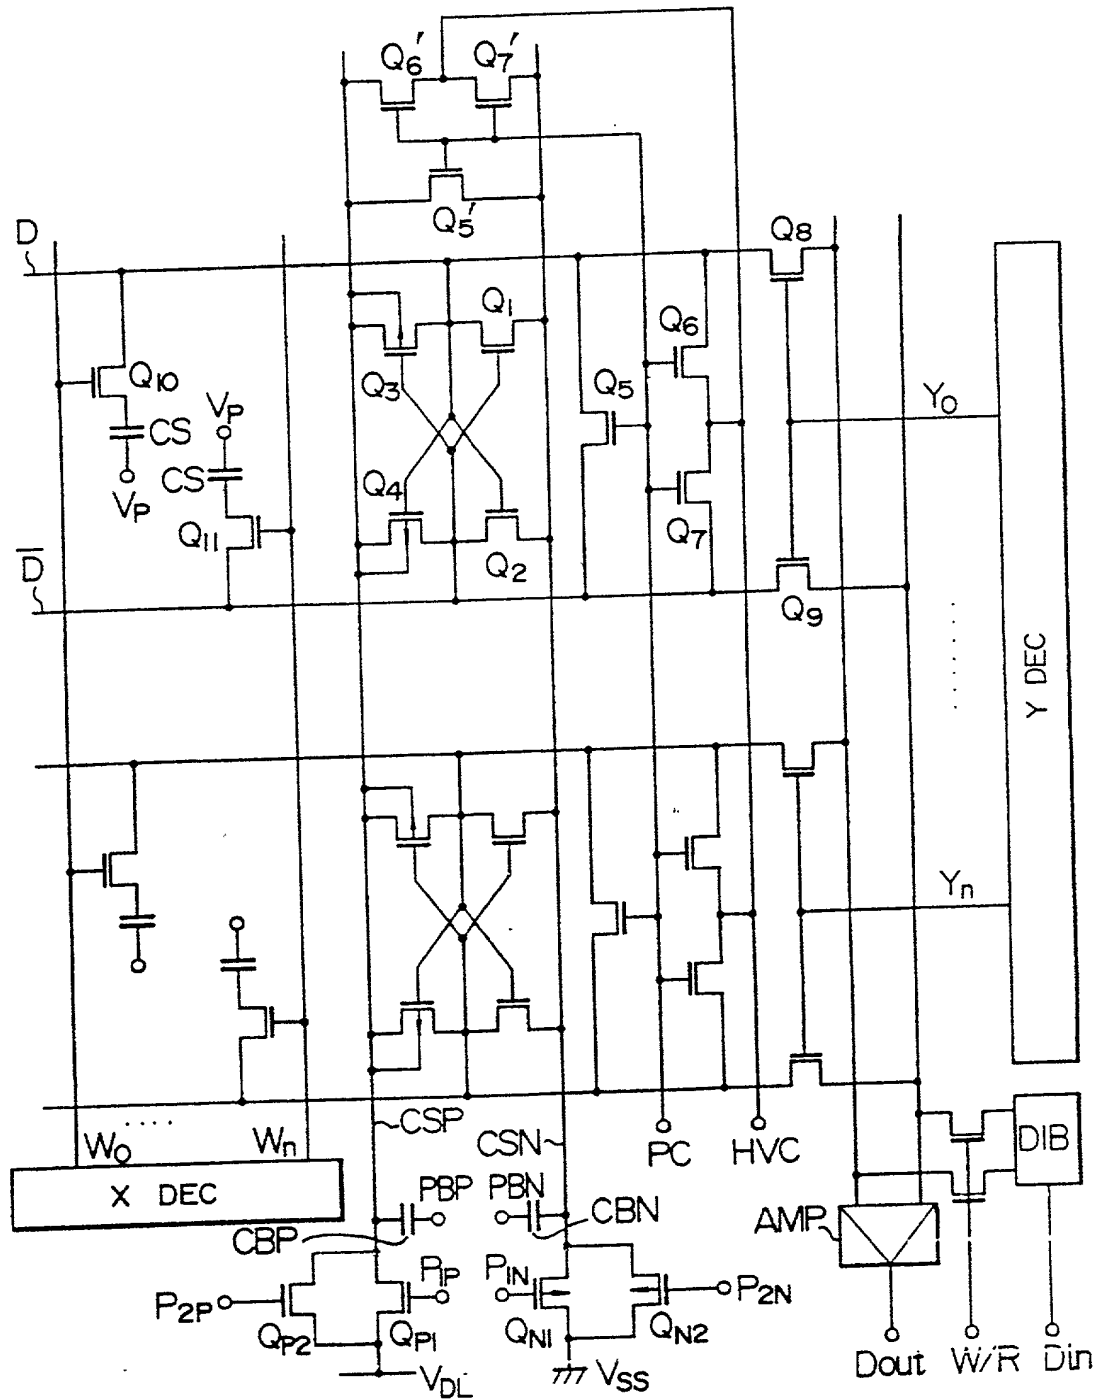 Q6' Q7'
Q5'
D Q8
Q1
Q6
Q10 Q3 Q5
VP Y0
CS
CS Q4
VP
Q11 Q7
D̅ Q2
Q9
Y DEC
Yn
CSP
W0 Wn CSN PC HVC DIB
X DEC PBP PBN
CBP CBN AMP
P2P P1P P1N P2N
QP2 QP1 QN1 QN2
VDL VSS Dout W/R Din